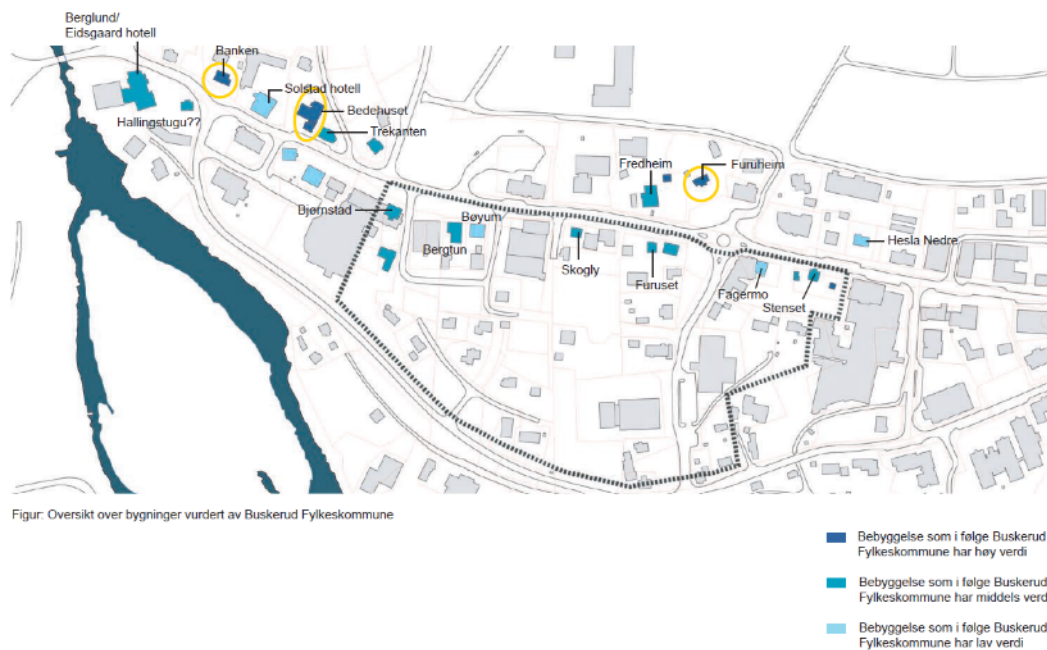 Berglund/
Eidsgaard hotell
Banken
Solstad hotell
Bedehuset
Hallingstugu??
Trekanten
Fredheim
Furuheim
Bjørnstad
Bøyum
Bergtun
Hesla Nedre
Skogly
Furuset
Fagermo
Stenset
Figur: Oversikt over bygninger vurdert av Buskerud Fylkeskommune
Bebyggelse som i følge Buskerud
Fylkeskommune har høy verdi
Bebyggelse som i følge Buskerud
Fylkeskommune har middels verd
Bebyggelse som i følge Buskerud
Fylkeskommune har lav verdi